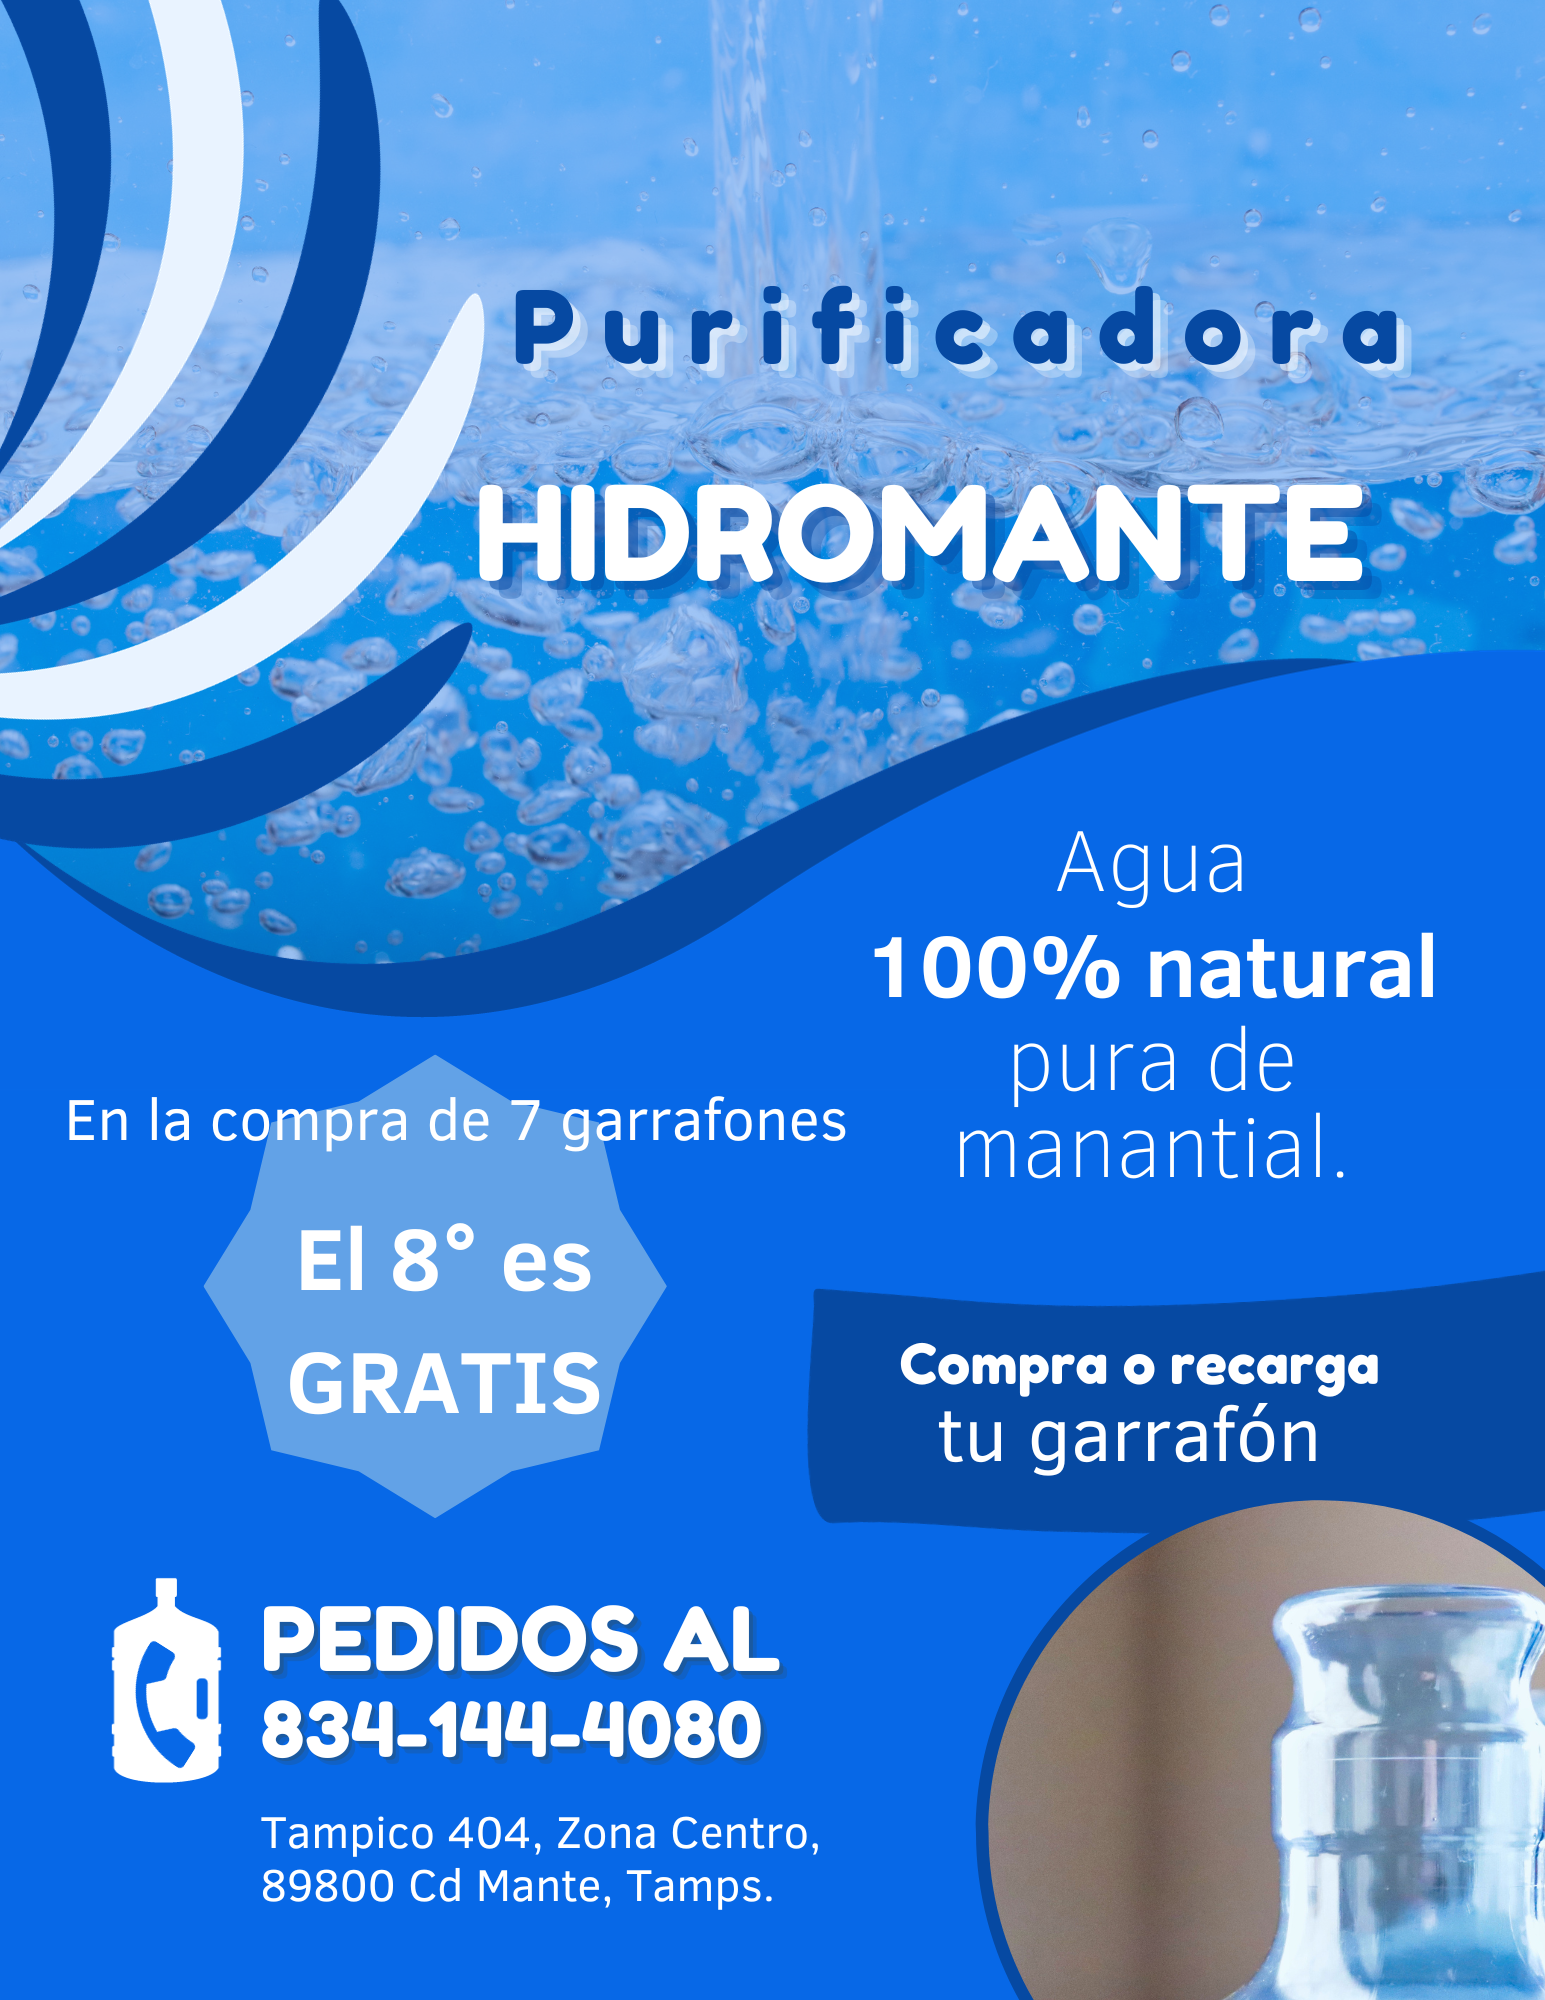 Purificadora
HIDROMANTE
Agua
100% natural
pura de
manantial.
En la compra de 7 garrafones
El 8° es
GRATIS
Compra o recarga
tu garrafón
PEDIDOS AL
834-144-4080
Tampico 404, Zona Centro,
89800 Cd Mante, Tamps.